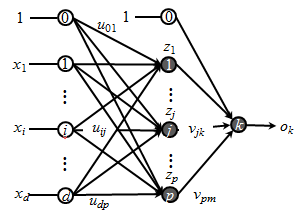 1 0 u01 1 0
x1 1 z1 1
⋮ ⋮ ⋮
xi i uij zj j vjk k ok
⋮ ⋮ ⋮
xd d udp zp p vpm